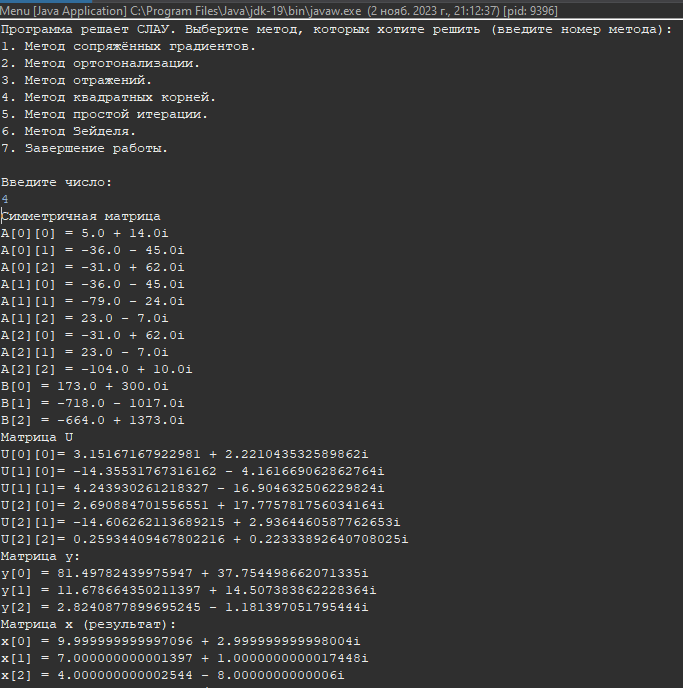 Menu [Java Application] C:\Program Files\Java\jdk-19\bin\javaw.exe (2 нояб. 2023 г., 21:12:37) [pid: 9396]
Программа решает СЛАУ. Выберите метод, которым хотите решить (введите номер метода):
1. Метод сопряжённых градиентов.
2. Метод ортогонализации.
3. Метод отражений.
4. Метод квадратных корней.
5. Метод простой итерации.
6. Метод Зейделя.
7. Завершение работы.
Введите число:
4
Симметричная матрица
A[0][0] = 5.0 + 14.0i
A[0][1] = -36.0 - 45.0i
A[0][2] = -31.0 + 62.0i
A[1][0] = -36.0 - 45.0i
A[1][1] = -79.0 - 24.0i
A[1][2] = 23.0 - 7.0i
A[2][0] = -31.0 + 62.0i
A[2][1] = 23.0 - 7.0i
A[2][2] = -104.0 + 10.0i
B[0] = 173.0 + 300.0i
B[1] = -718.0 - 1017.0i
B[2] = -664.0 + 1373.0i
Матрица U
U[0][0]= 3.15167167922981 + 2.221043532589862i
U[1][0]= -14.35531767316162 - 4.161669062862764i
U[1][1]= 4.243930261218327 - 16.904632506229824i
U[2][0]= 2.690884701556551 + 17.7757817756034164i
U[2][1]= -14.606262113689215 + 2.9364460587762653i
U[2][2]= 0.25934409467802216 + 0.22333892640708025i
Матрица y:
y[0] = 81.49782439975947 + 37.754498662071335i
y[1] = 11.678664350211397 + 14.507383862228364i
y[2] = 2.8240877899695245 - 1.1813970517954​44i
Матрица x (результат):
x[0] = 9.999999999997096 + 2.999999999998004i
x[1] = 7.000000000001397 + 1.0000000000017448i
x[2] = 4.000000000002544 - 8.0000000000006i